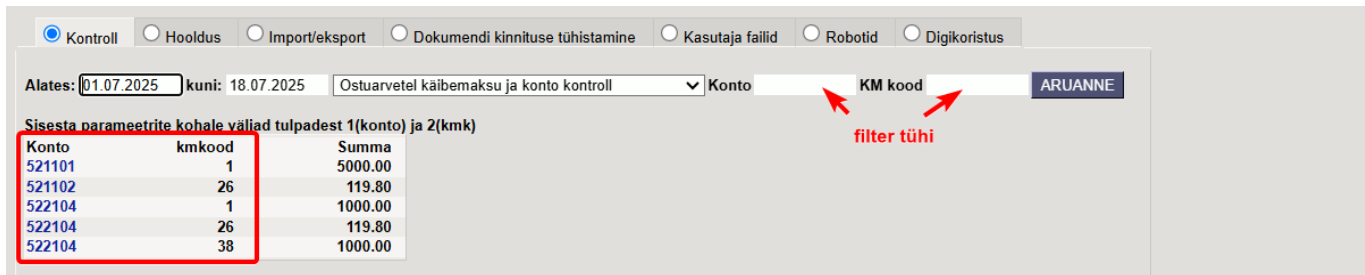 Kontroll Hooldus Import/eksport Dokumendi kinnituse tühistamine Kasutaja failid Robotid Digikoristus
Alates: 01.07.2025 kuni: 18.07.2025 Ostuarvetel käibemaksu ja konto kontroll Konto KM kood ARUANNE
Sisesta parameetrite kohale väljad tulpadest 1(konto) ja 2(kmk)
filter tühi
Konto kmkood Summa
521101 1 5000.00
521102 26 119.80
522104 1 1000.00
522104 26 119.80
522104 38 1000.00